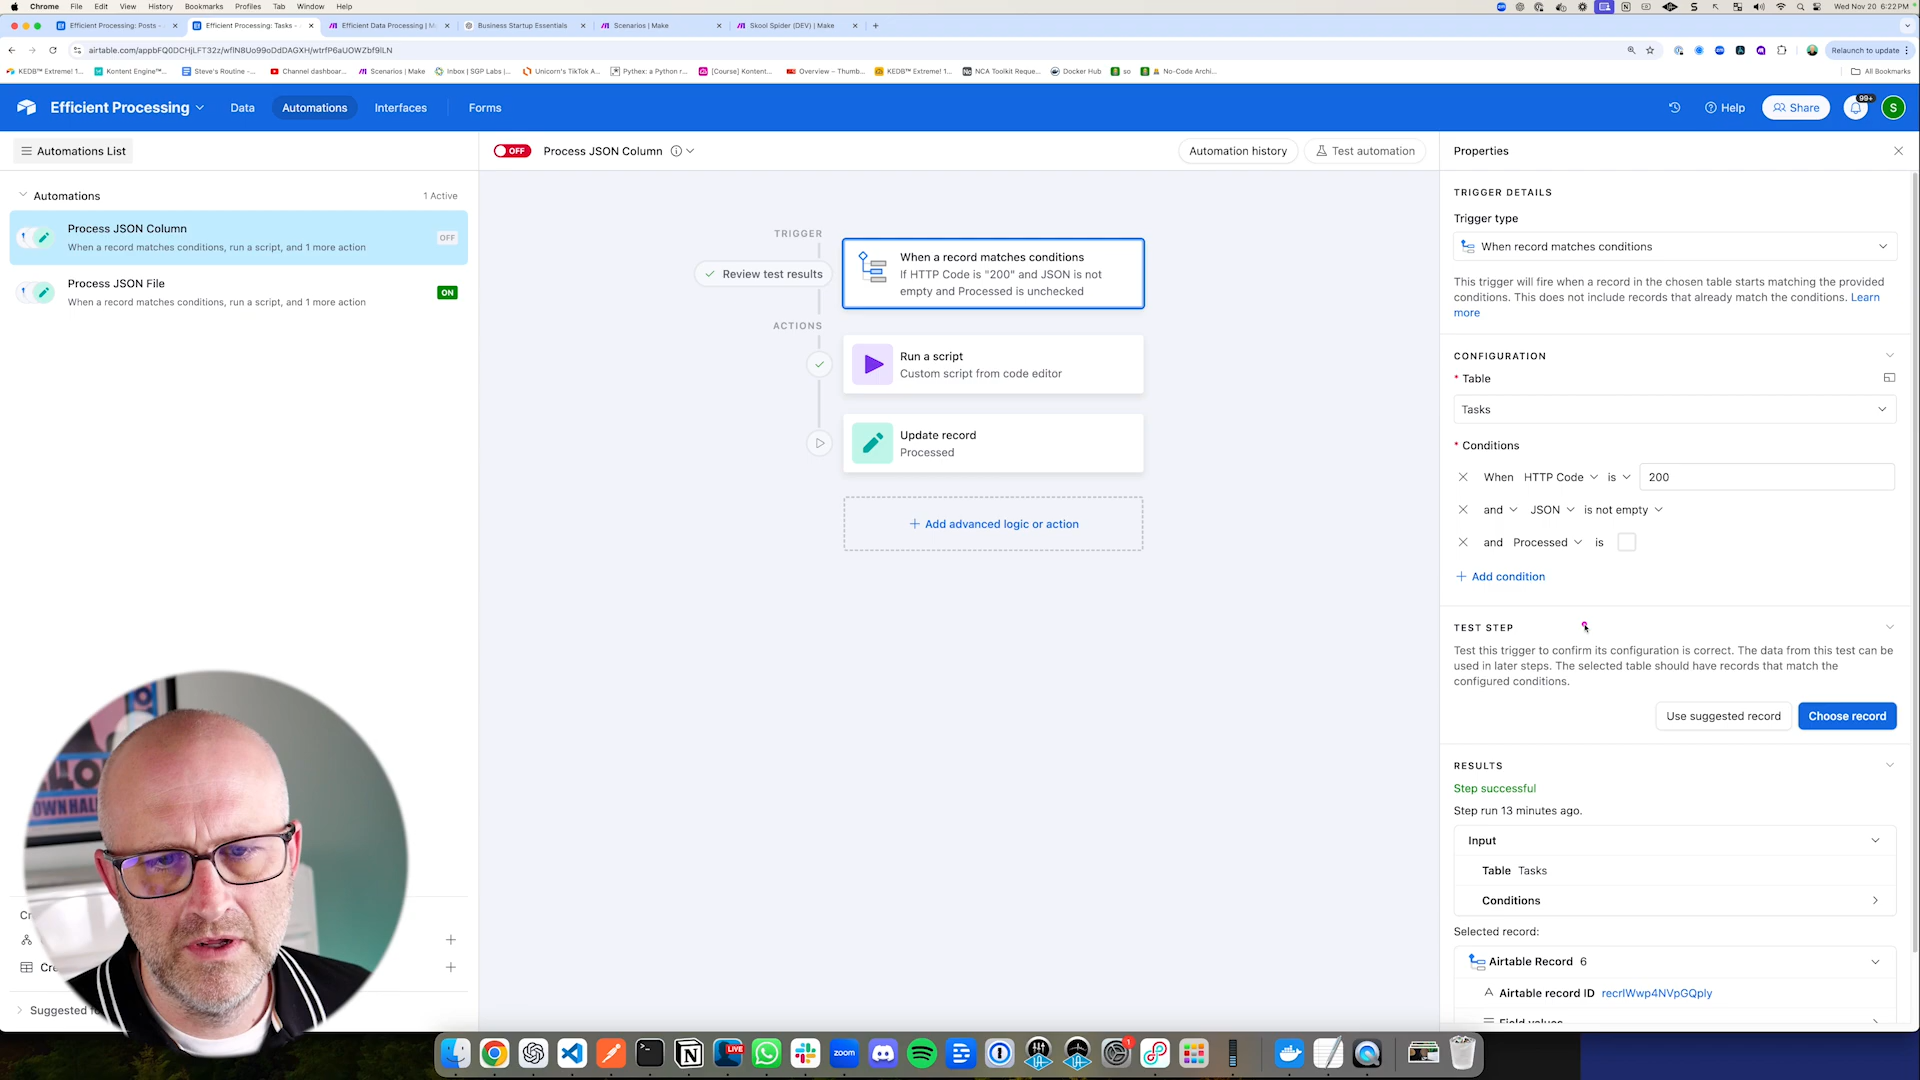 Chrome File Edit View History Bookmarks Profiles Tab Window Help
Wed Nov 20 6:22 PM
Efficient Processing: Posts -
Efficient Processing: Tasks -
Efficient Data Processing | M
Business Startup Essentials
Scenarios | Make
Skool Spider (DEV) | Make
airtable.com/appbFQ0DCHjLFT32z/wflN8Uo99oDdDAGXH/wtrfP6aUOWZbf9lLN
Relaunch to update
KEDB™ Extreme! 1...
Kontent Engine™...
Steve's Routine -...
Channel dashboar...
Scenarios | Make
Inbox | SGP Labs |...
Unicorn's TikTok A...
Pythex: a Python r...
[Course] Kontent...
Overview – Thumb...
KEDB™ Extreme! 1...
NCA Toolkit Reque...
Docker Hub
so
No-Code Archi...
All Bookmarks
Efficient Processing
Data
Automations
Interfaces
Forms
Help
Share
99+
S
Automations List
OFF
Process JSON Column
Automation history
Test automation
Properties
Automations
1 Active
Process JSON Column
When a record matches conditions, run a script, and 1 more action
OFF
Process JSON File
When a record matches conditions, run a script, and 1 more action
ON
TRIGGER
Review test results
When a record matches conditions
If HTTP Code is "200" and JSON is not
empty and Processed is unchecked
ACTIONS
Run a script
Custom script from code editor
Update record
Processed
Add advanced logic or action
TRIGGER DETAILS
Trigger type
When record matches conditions
This trigger will fire when a record in the chosen table starts matching the provided
conditions. This does not include records that already match the conditions. Learn
more
CONFIGURATION
* Table
Tasks
* Conditions
When HTTP Code is 200
and JSON is not empty
and Processed is
Add condition
TEST STEP
Test this trigger to confirm its configuration is correct. The data from this test can be
used in later steps. The selected table should have records that match the
configured conditions.
Use suggested record
Choose record
RESULTS
Step successful
Step run 13 minutes ago.
Input
Table Tasks
Conditions
Selected record:
Airtable Record 6
Airtable record ID recrlWwp4NVpGQply
Field values
Cr
Cre
Suggested f
LIVE
zoom
1